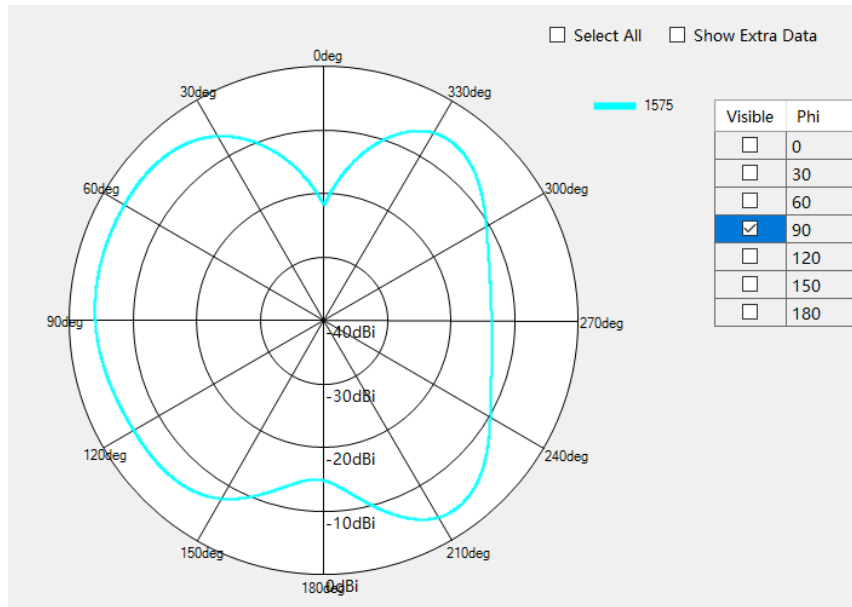 Select All
Show Extra Data
0deg
30deg
330deg
1575
Visible Phi
0
30
60
90
120
150
180
60deg
300deg
90deg
270deg
-40dBi
-30dBi
120deg
240deg
-20dBi
-10dBi
150deg
210deg
180deg
0dBi